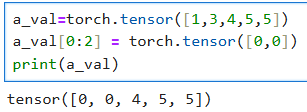 a_val=torch.tensor([1,3,4,5,5])
a_val[0:2] = torch.tensor([0,0])
print(a_val)
tensor([0, 0, 4, 5, 5])